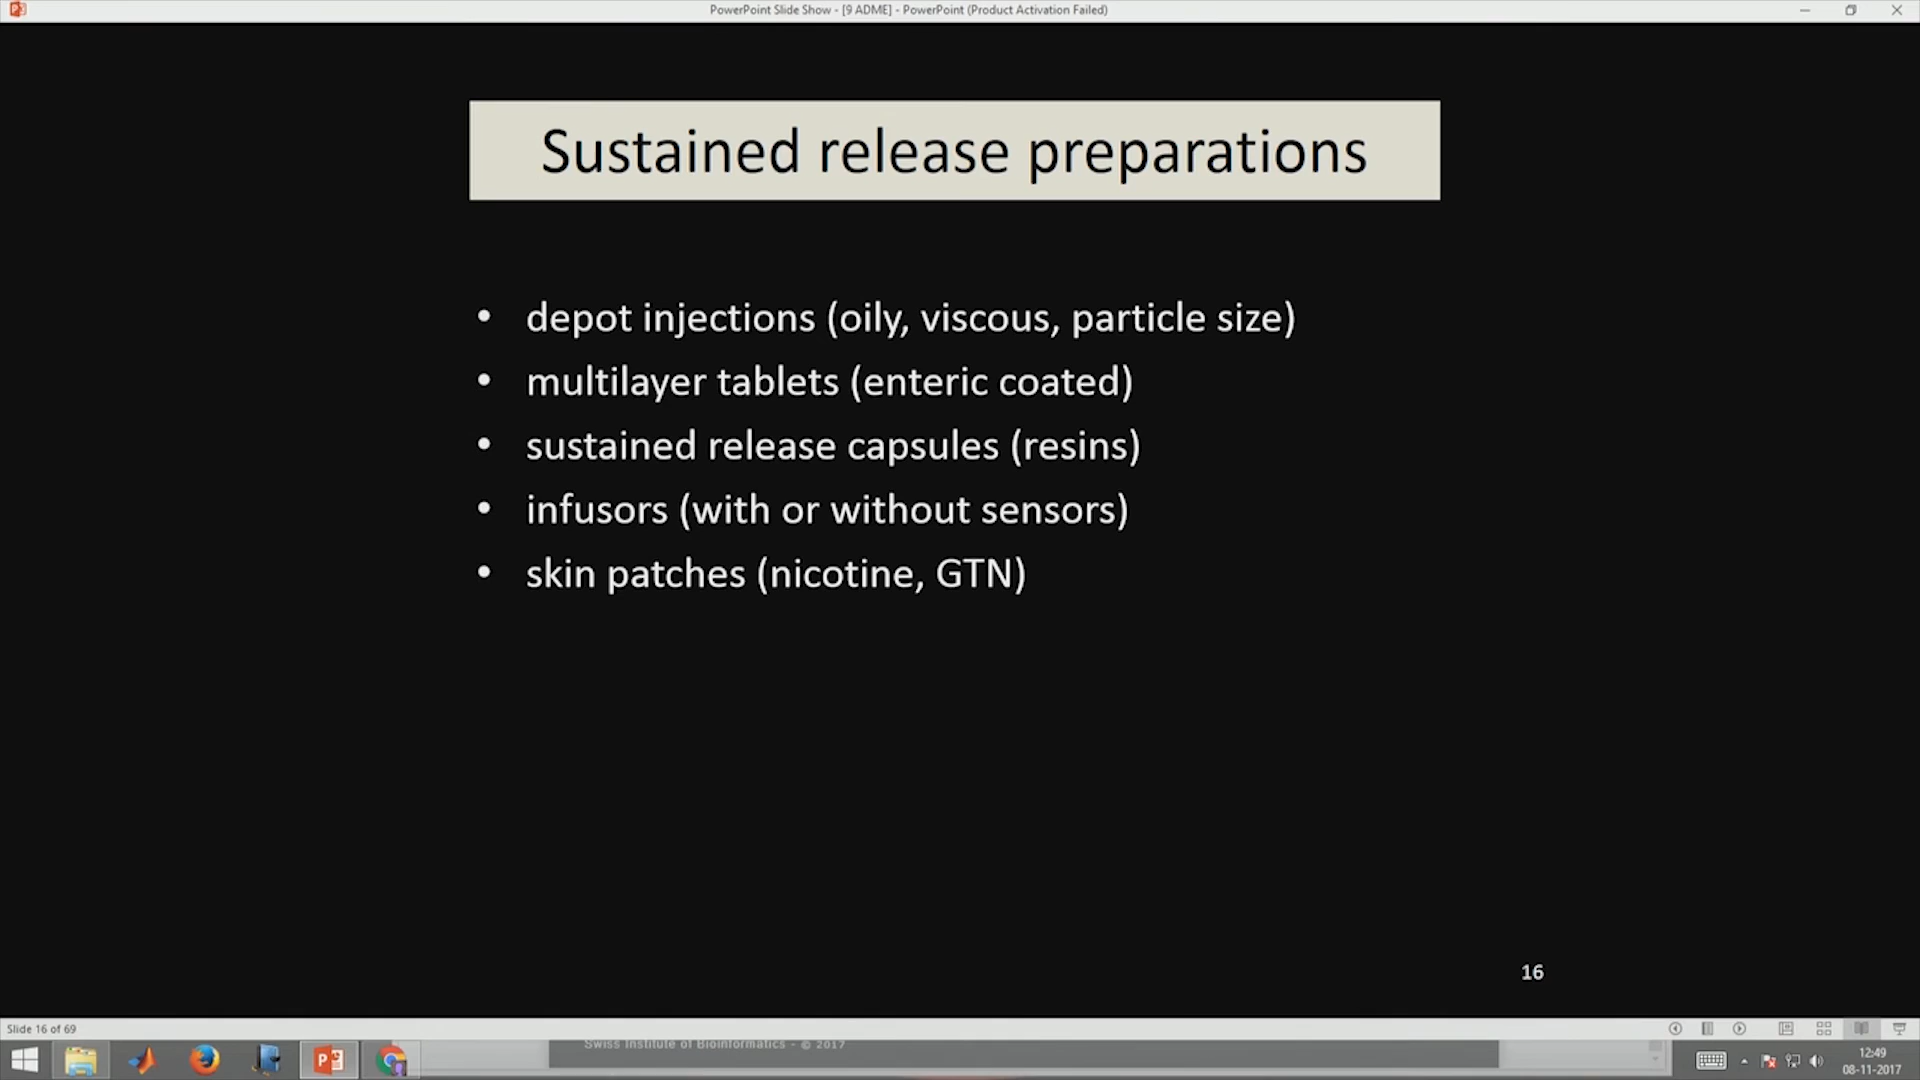 PowerPoint Slide Show - [9 ADME] - PowerPoint (Product Activation Failed)
Sustained release preparations
• depot injections (oily, viscous, particle size)
• multilayer tablets (enteric coated)
• sustained release capsules (resins)
• infusors (with or without sensors)
• skin patches (nicotine, GTN)
16
Slide 16 of 69
Swiss Institute of Bioinformatics - © 2017
12:49
08-11-2017